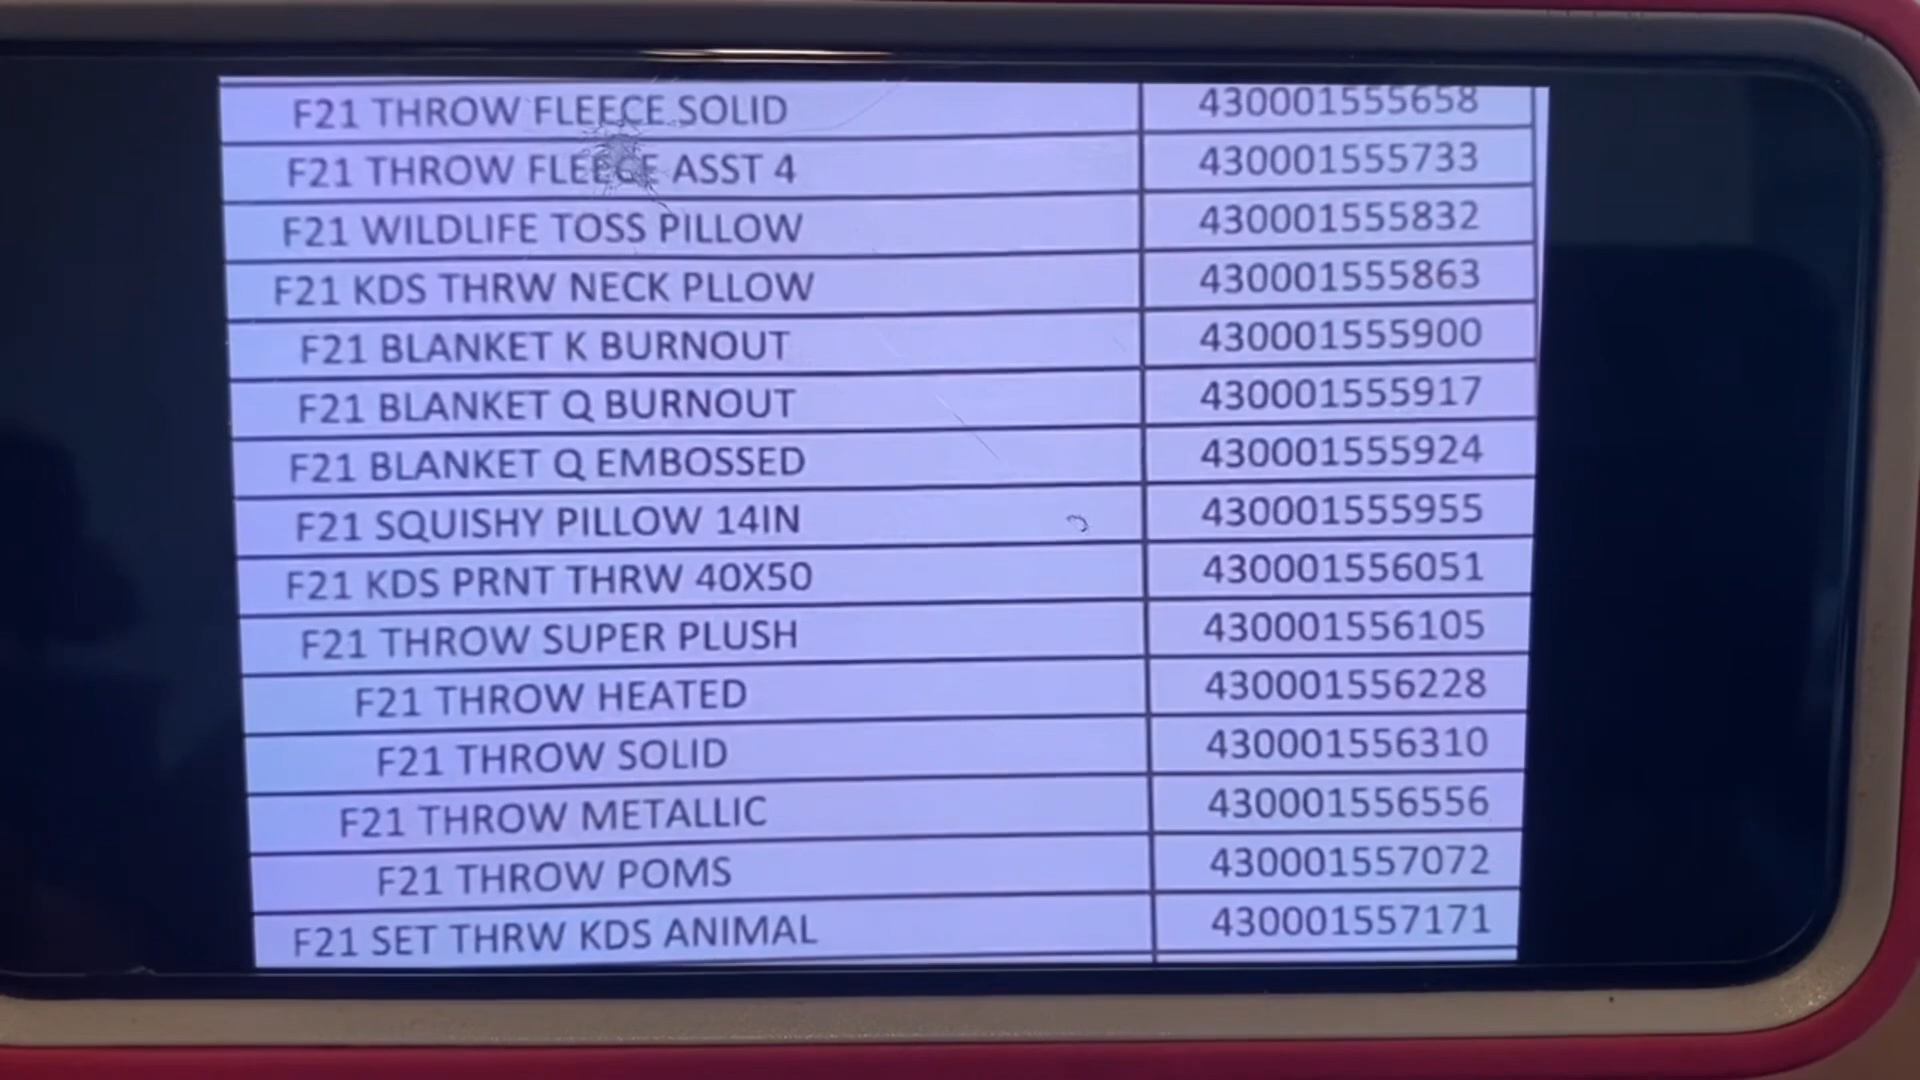 F21 THROW FLEECE SOLID 430001555658
F21 THROW FLEECE ASST 4 430001555733
F21 WILDLIFE TOSS PILLOW 430001555832
F21 KDS THRW NECK PLLOW 430001555863
F21 BLANKET K BURNOUT 430001555900
F21 BLANKET Q BURNOUT 430001555917
F21 BLANKET Q EMBOSSED 430001555924
F21 SQUISHY PILLOW 14IN 430001555955
F21 KDS PRNT THRW 40X50 430001556051
F21 THROW SUPER PLUSH 430001556105
F21 THROW HEATED 430001556228
F21 THROW SOLID 430001556310
F21 THROW METALLIC 430001556556
F21 THROW POMS 430001557072
F21 SET THRW KDS ANIMAL 430001557171